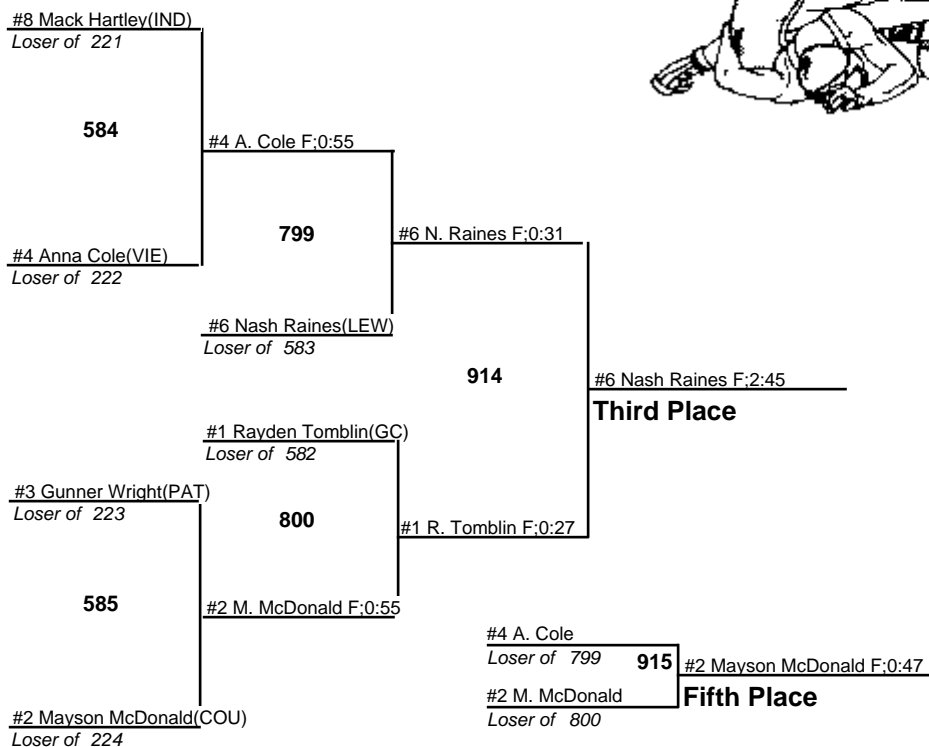 #8 Mack Hartley(IND)
Loser of 221
584
#4 A. Cole F;0:55
#4 Anna Cole(VIE)
Loser of 222
799
#6 N. Raines F;0:31
#6 Nash Raines(LEW)
Loser of 583
914
#6 Nash Raines F;2:45
Third Place
#1 Rayden Tomblin(GC)
Loser of 582
#3 Gunner Wright(PAT)
Loser of 223
800
#1 R. Tomblin F;0:27
585
#2 M. McDonald F;0:55
#2 Mayson McDonald(COU)
Loser of 224
#4 A. Cole
Loser of 799
915
#2 Mayson McDonald F;0:47
Fifth Place
#2 M. McDonald
Loser of 800